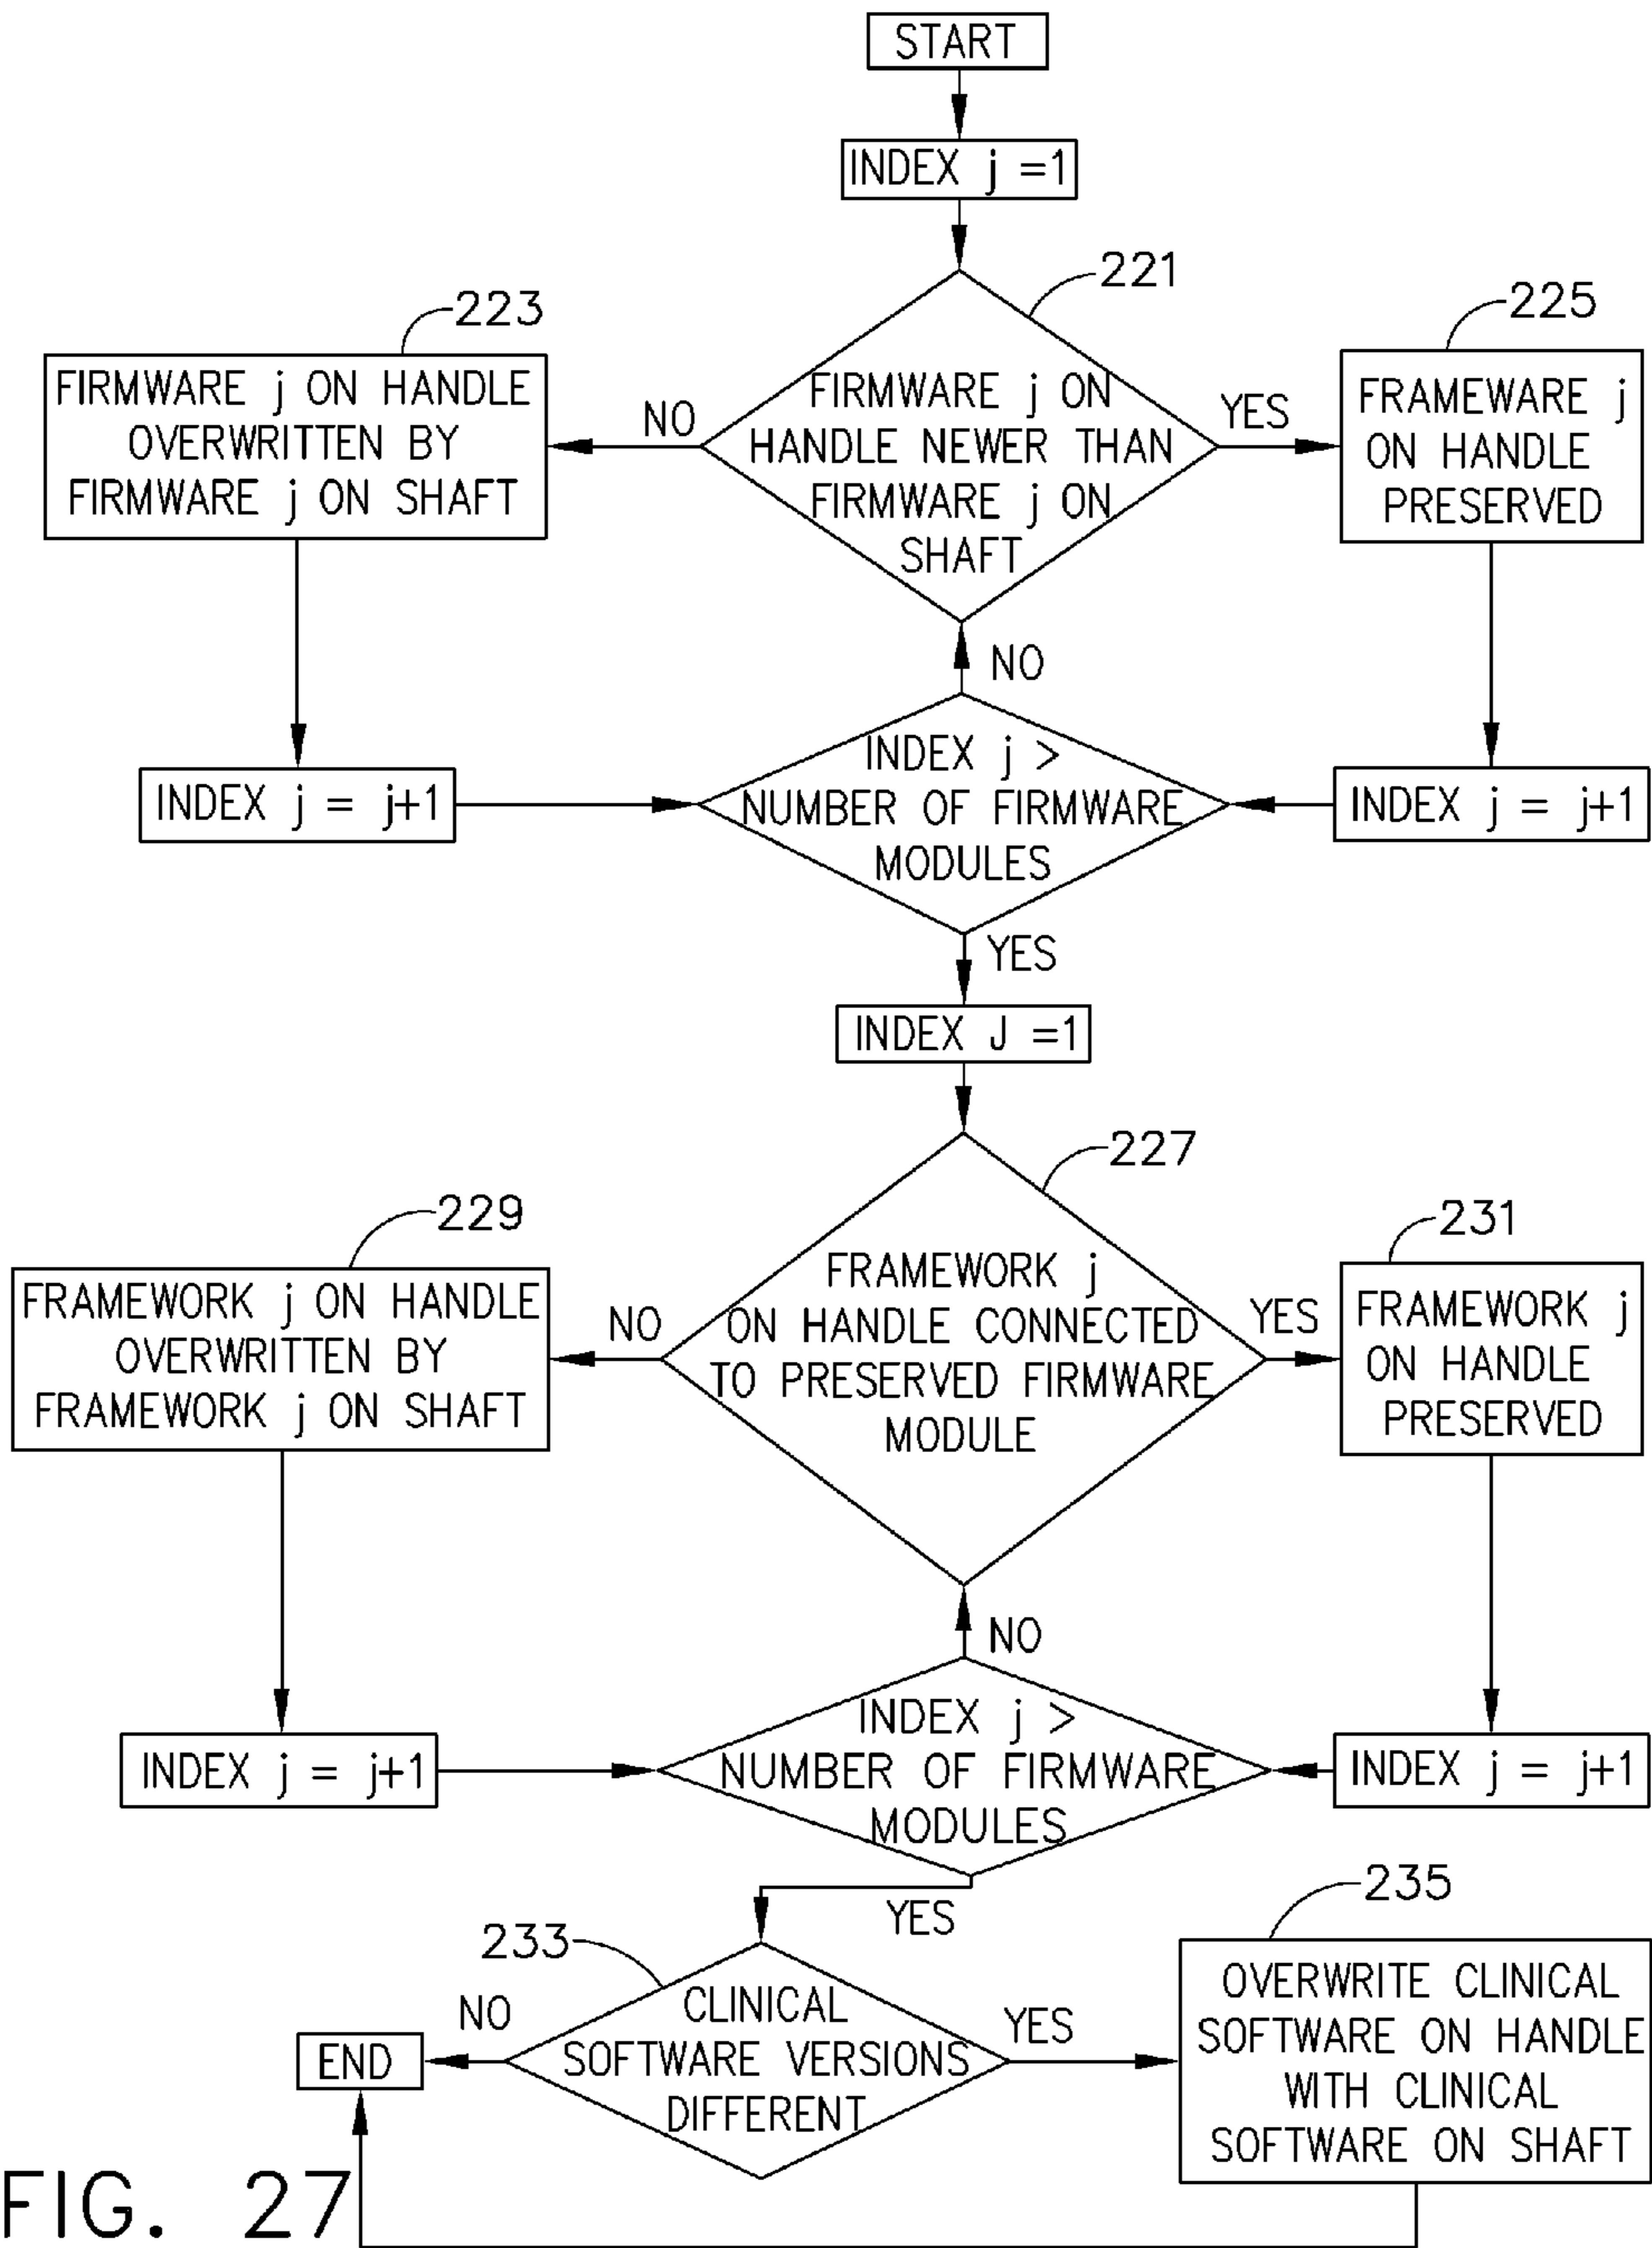 START
INDEX j =1
221
223
225
FIRMWARE j ON HANDLE
OVERWRITTEN BY
FIRMWARE j ON SHAFT
NO
FIRMWARE j ON
HANDLE NEWER THAN
FIRMWARE j ON
SHAFT
YES
FRAMEWARE j
ON HANDLE
PRESERVED
NO
INDEX j = j+1
INDEX j >
NUMBER OF FIRMWARE
MODULES
INDEX j = j+1
YES
INDEX J =1
227
229
231
FRAMEWORK j ON HANDLE
OVERWRITTEN BY
FRAMEWORK j ON SHAFT
NO
FRAMEWORK j
ON HANDLE CONNECTED
TO PRESERVED FIRMWARE
MODULE
YES
FRAMEWORK j
ON HANDLE
PRESERVED
NO
INDEX j = j+1
INDEX j >
NUMBER OF FIRMWARE
MODULES
INDEX j = j+1
YES
233
235
END
NO
CLINICAL
SOFTWARE VERSIONS
DIFFERENT
YES
OVERWRITE CLINICAL
SOFTWARE ON HANDLE
WITH CLINICAL
SOFTWARE ON SHAFT
FIG. 27